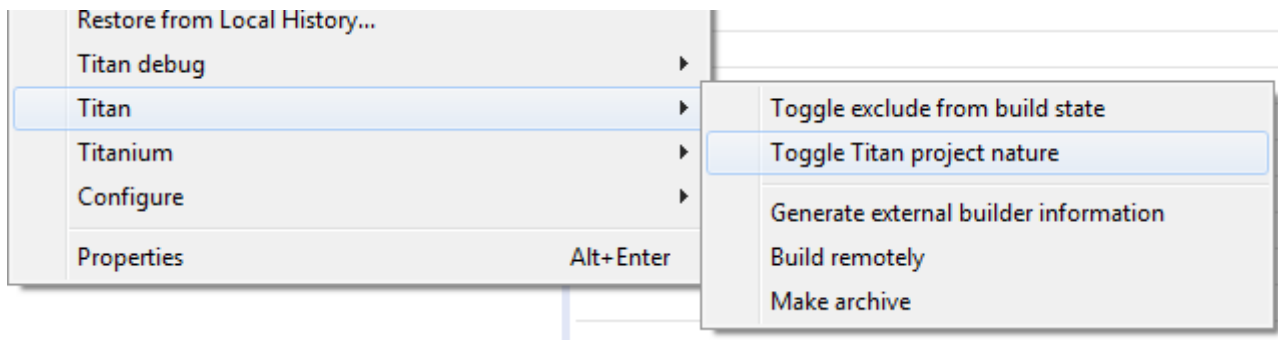 Restore from Local History...
Titan debug
Titan
Titanium
Configure
Properties Alt+Enter
Toggle exclude from build state
Toggle Titan project nature
Generate external builder information
Build remotely
Make archive